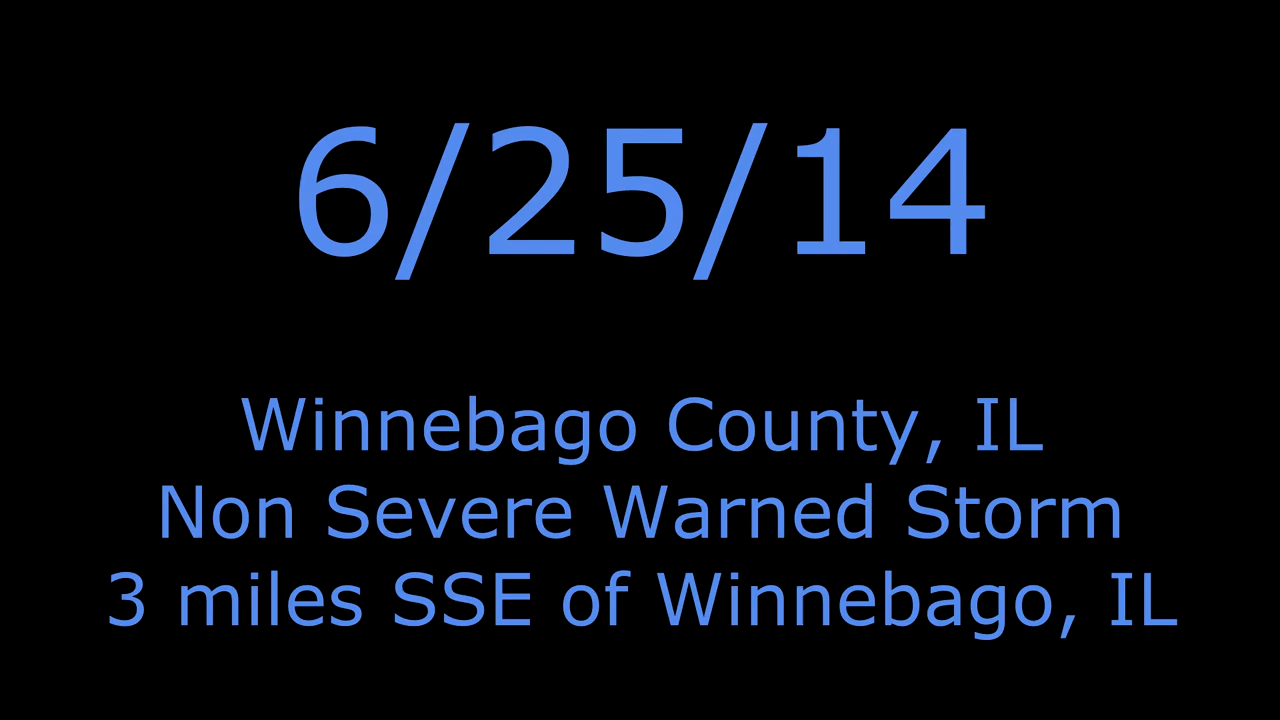 6/25/14
Winnebago County, IL
Non Severe Warned Storm
3 miles SSE of Winnebago, IL